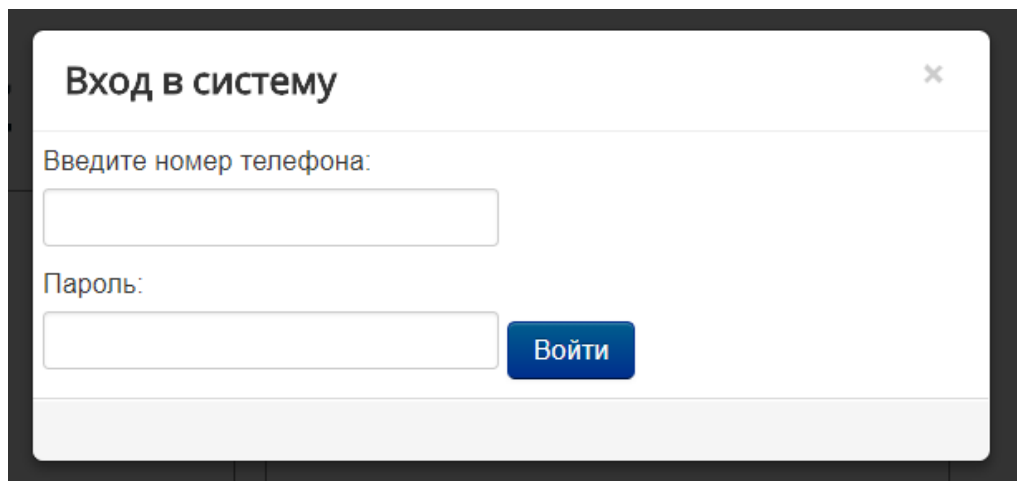 Вход в систему
×
Введите номер телефона:
Пароль:
Войти